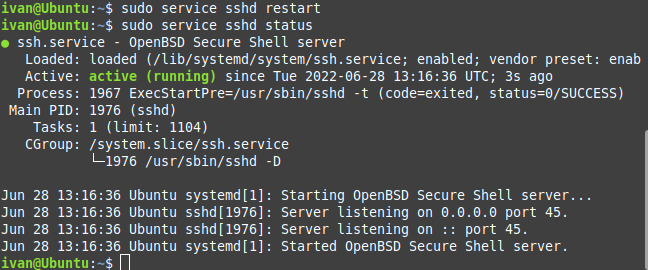 ivan@Ubuntu:~$ sudo service sshd restart
ivan@Ubuntu:~$ sudo service sshd status
● ssh.service - OpenBSD Secure Shell server
   Loaded: loaded (/lib/systemd/system/ssh.service; enabled; vendor preset: enab
   Active: active (running) since Tue 2022-06-28 13:16:36 UTC; 3s ago
  Process: 1967 ExecStartPre=/usr/sbin/sshd -t (code=exited, status=0/SUCCESS)
 Main PID: 1976 (sshd)
    Tasks: 1 (limit: 1104)
   CGroup: /system.slice/ssh.service
           └─1976 /usr/sbin/sshd -D

Jun 28 13:16:36 Ubuntu systemd[1]: Starting OpenBSD Secure Shell server...
Jun 28 13:16:36 Ubuntu sshd[1976]: Server listening on 0.0.0.0 port 45.
Jun 28 13:16:36 Ubuntu sshd[1976]: Server listening on :: port 45.
Jun 28 13:16:36 Ubuntu systemd[1]: Started OpenBSD Secure Shell server.
ivan@Ubuntu:~$